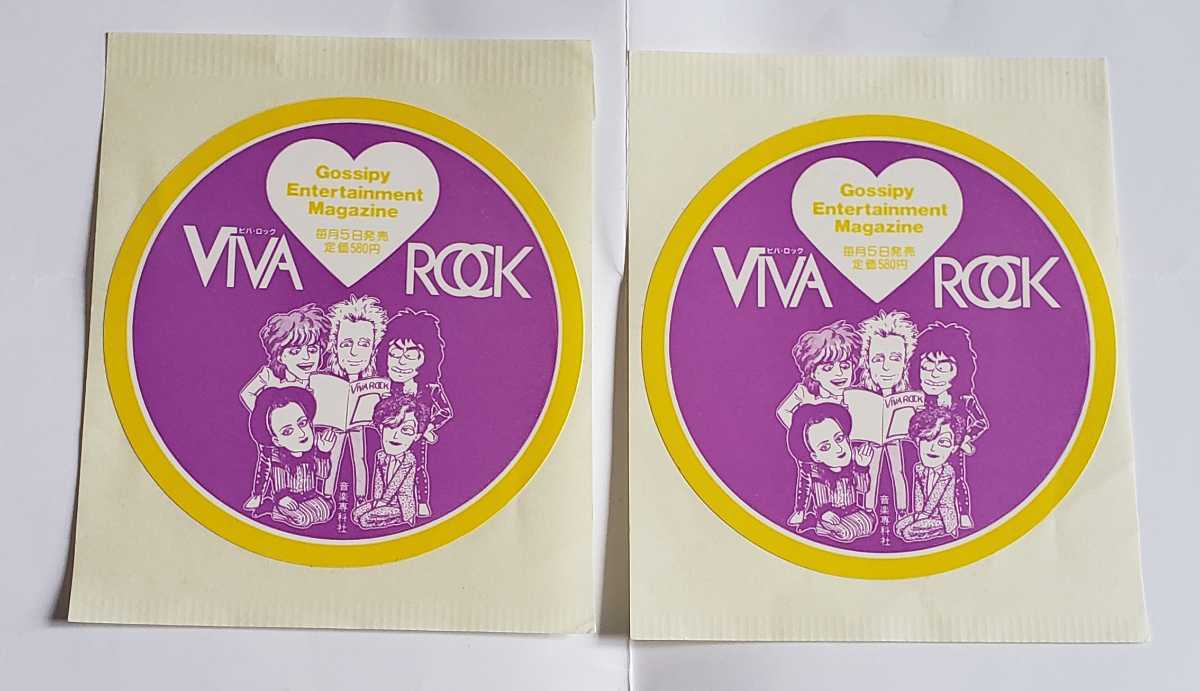 Gossipy
Entertainment
Magazine
毎月5日発売
定価580円
ビバ・ロック
VIVA ROCK
VIVA ROCK
音楽専科社
Gossipy
Entertainment
Magazine
毎月5日発売
定価580円
ビバ・ロック
VIVA ROCK
VIVA ROCK
音楽専科社